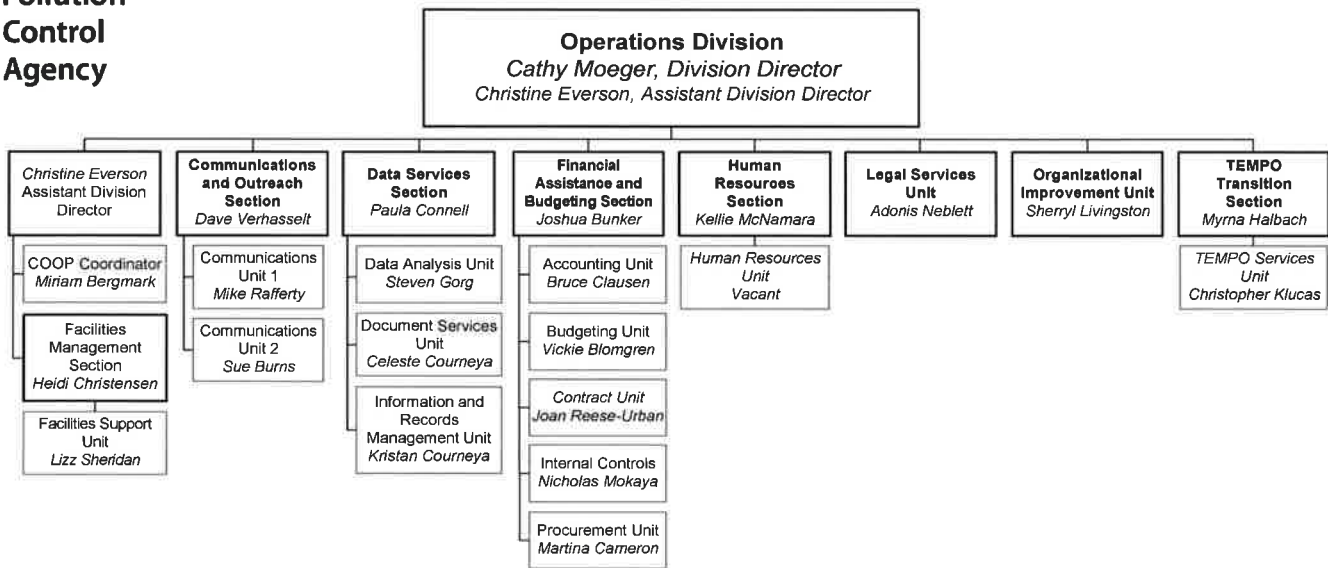 Pollution
Control
Agency
Operations Division
Cathy Moeger, Division Director
Christine Everson, Assistant Division Director
Christine Everson
Assistant Division
Director
COOP Coordinator
Miriam Bergmark
Facilities
Management
Section
Heidi Christensen
Facilities Support
Unit
Lizz Sheridan
Communications
and Outreach
Section
Dave Verhasselt
Communications
Unit 1
Mike Rafferty
Communications
Unit 2
Sue Burns
Data Services
Section
Paula Connell
Data Analysis Unit
Steven Gorg
Document Services
Unit
Celeste Courneya
Information and
Records
Management Unit
Kristan Courneya
Financial
Assistance and
Budgeting Section
Joshua Bunker
Accounting Unit
Bruce Clausen
Budgeting Unit
Vickie Blomgren
Contract Unit
Joan Reese-Urban
Internal Controls
Nicholas Mokaya
Procurement Unit
Martina Cameron
Human
Resources
Section
Kellie McNamara
Human Resources
Unit
Vacant
Legal Services
Unit
Adonis Neblett
Organizational
Improvement Unit
Sherryl Livingston
TEMPO
Transition
Section
Myrna Halbach
TEMPO Services
Unit
Christopher Klucas